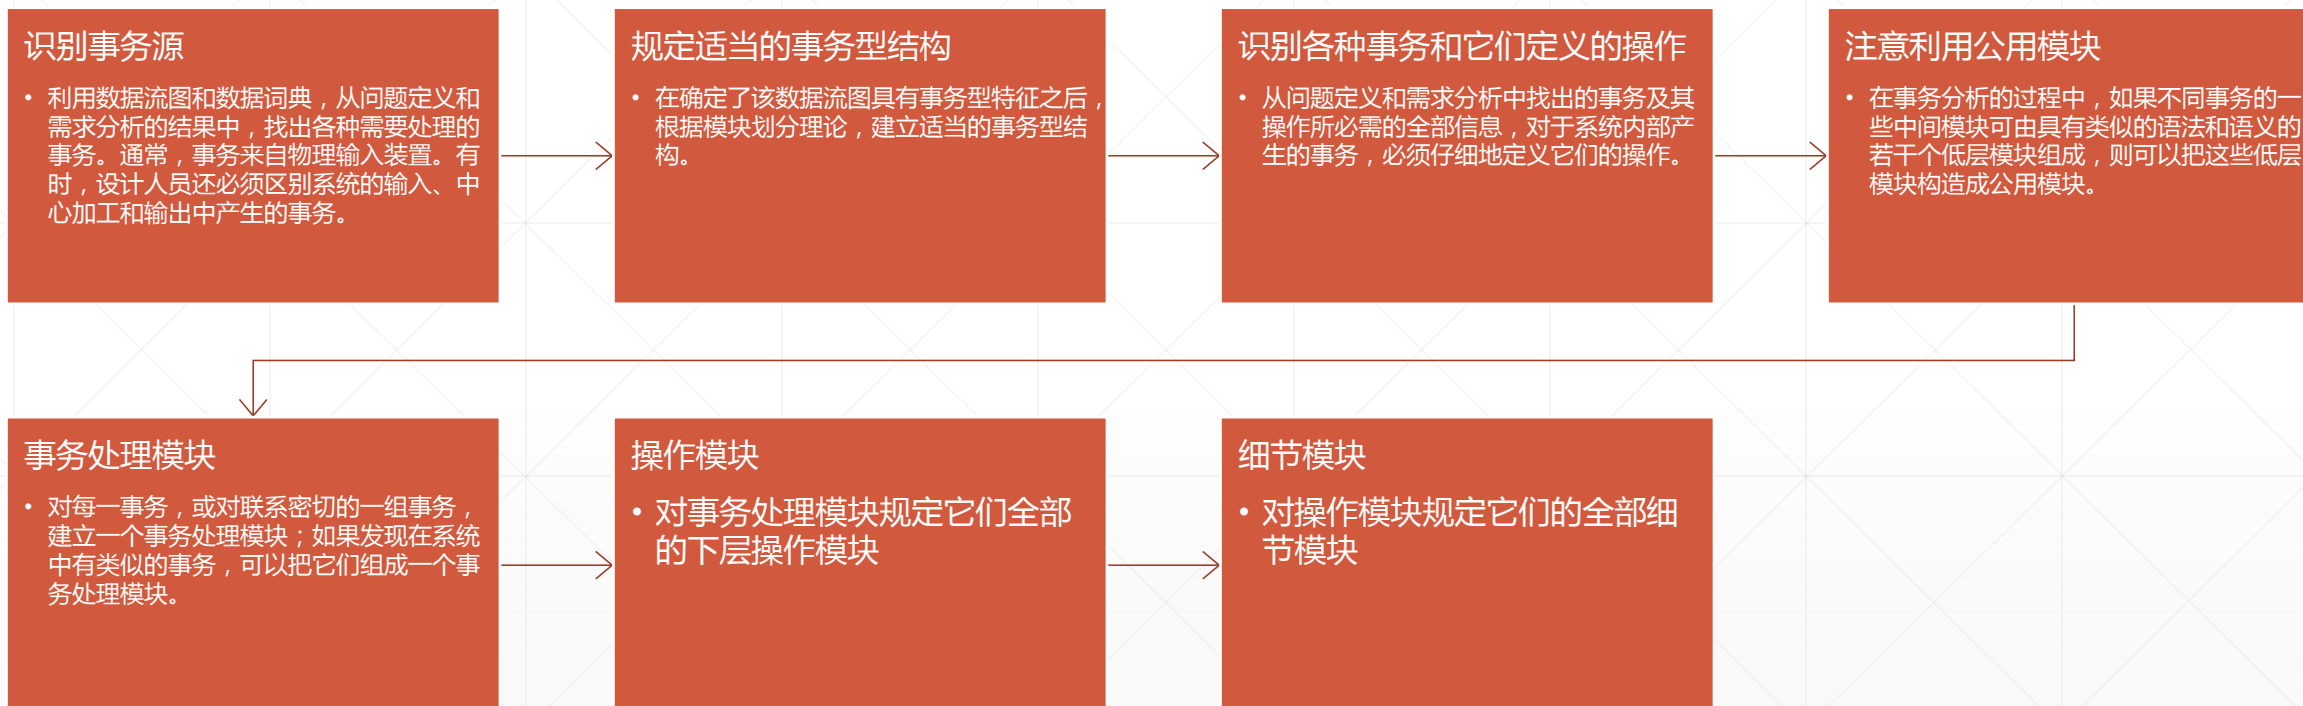 识别事务源
• 利用数据流图和数据词典，从问题定义和
需求分析的结果中，找出各种需要处理的
事务。通常，事务来自物理输入装置。有
时，设计人员还必须区别系统的输入、中
心加工和输出中产生的事务。
规定适当的事务型结构
• 在确定了该数据流图具有事务型特征之后，
根据模块划分理论，建立适当的事务型结
构。
识别各种事务和它们定义的操作
• 从问题定义和需求分析中找出的事务及其
操作所必需的全部信息，对于系统内部产
生的事务，必须仔细地定义它们的操作。
注意利用公用模块
• 在事务分析的过程中，如果不同事务的一
些中间模块可由具有类似的语法和语义的
若干个低层模块组成，则可以把这些低层
模块构造成公用模块。
事务处理模块
• 对每一事务，或对联系密切的一组事务，
建立一个事务处理模块；如果发现在系统
中有类似的事务，可以把它们组成一个事
务处理模块。
操作模块
• 对事务处理模块规定它们全部
的下层操作模块
细节模块
• 对操作模块规定它们的全部细
节模块